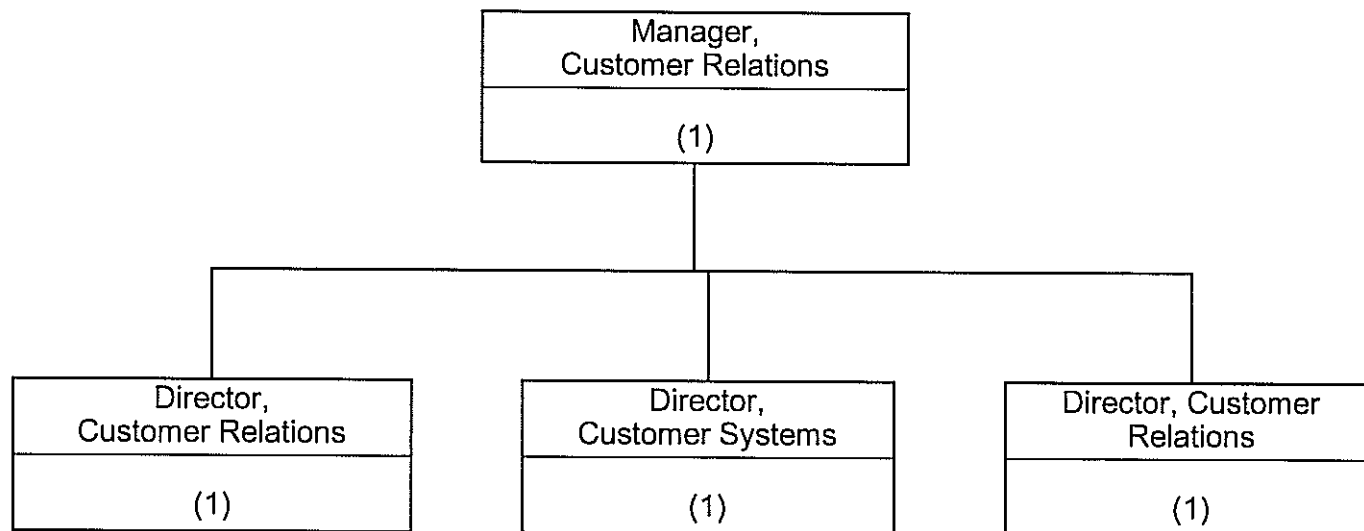 Manager,
Customer Relations
(1)
Director,
Customer Relations
(1)
Director,
Customer Systems
(1)
Director, Customer
Relations
(1)